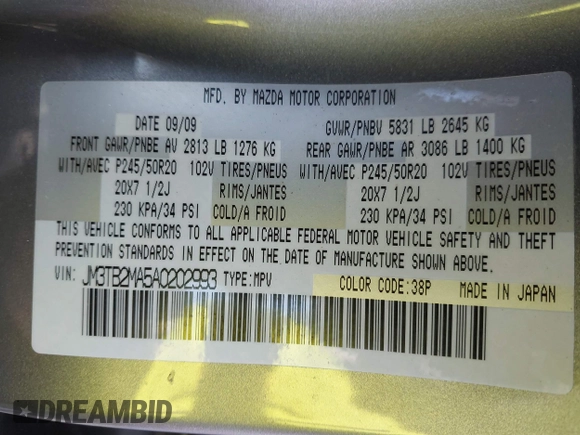 MFD. BY MAZDA MOTOR CORPORATION
DATE 09/09 GVWR/PNBV 5831 LB 2645 KG
FRONT GAWR/PNBE AV 2813 LB 1276 KG REAR GAWR/PNBE AR 3086 LB 1400 KG
WITH/AVEC P245/50R20 102V TIRES/PNEUS WITH/AVEC P245/50R20 102V TIRES/PNEUS
20X7 1/2J RIMS/JANTES 20X7 1/2J RIMS/JANTES
230 KPA/34 PSI COLD/A FROID 230 KPA/34 PSI COLD/A FROID
THIS VEHICLE CONFORMS TO ALL APPLICABLE FEDERAL MOTOR VEHICLE SAFETY AND THEFT
PREVENTION STANDARDS IN EFFECT ON THE DATE OF MANUFACTURE SHOWN ABOVE.
VIN: JM3TB2MA5A0202993 TYPE:MPV COLOR CODE:38P MADE IN JAPAN
DREAMBID